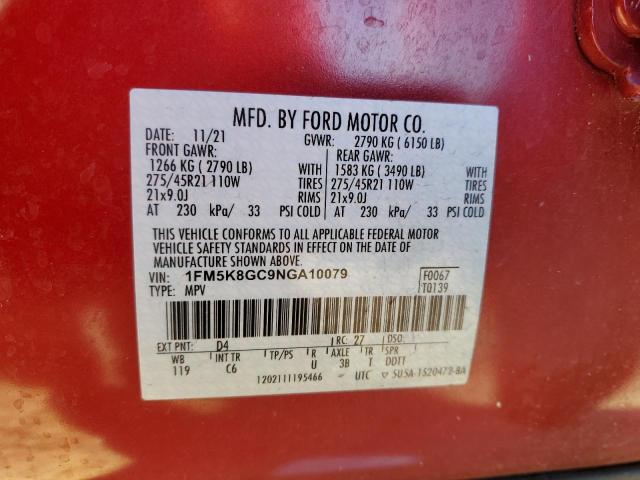 MFD. BY FORD MOTOR CO.
DATE: 11/21 GVWR: 2790 KG ( 6150 LB)
FRONT GAWR: REAR GAWR:
1266 KG ( 2790 LB) WITH 1583 KG ( 3490 LB) WITH
275/45R21 110W TIRES 275/45R21 110W TIRES
21x9.0J RIMS 21x9.0J RIMS
AT 230 kPa/ 33 PSI COLD AT 230 kPa/ 33 PSI COLD
THIS VEHICLE CONFORMS TO ALL APPLICABLE FEDERAL MOTOR
VEHICLE SAFETY STANDARDS IN EFFECT ON THE DATE OF
MANUFACTURE SHOWN ABOVE.
VIN: 1FM5K8GC9NGA10079 F0067
TYPE: MPV T0139
EXT PNT: D4 RC: 27 DSO:
WB INT TR TP/PS R AXLE TR SPR
119 C6 U 3B T DDTT
1202111195466 UTC 5U5A-1520472-BA